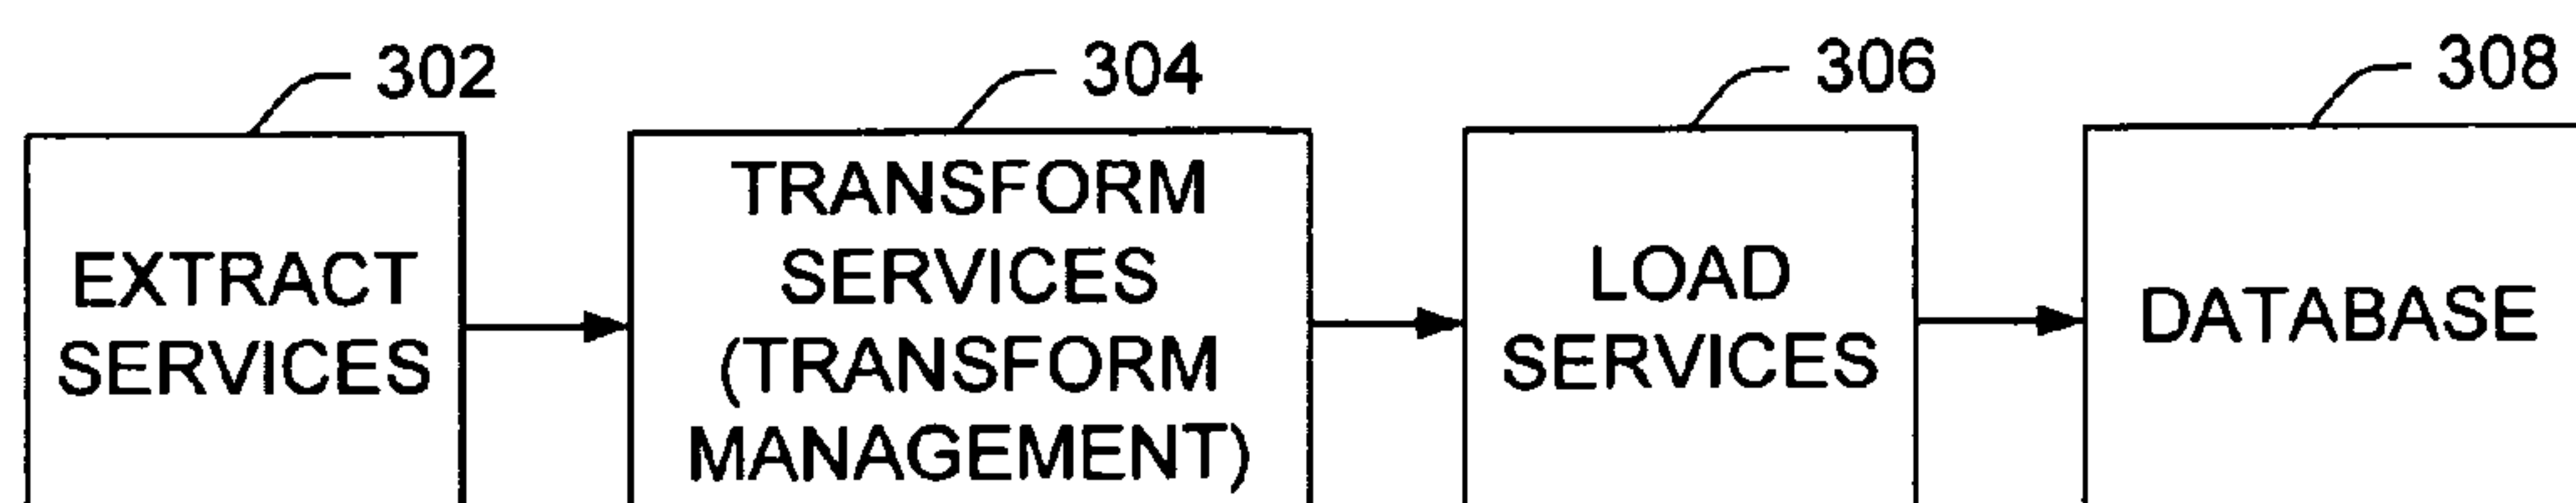 302
304
306
308
EXTRACT
SERVICES
TRANSFORM
SERVICES
(TRANSFORM
MANAGEMENT)
LOAD
SERVICES
DATABASE